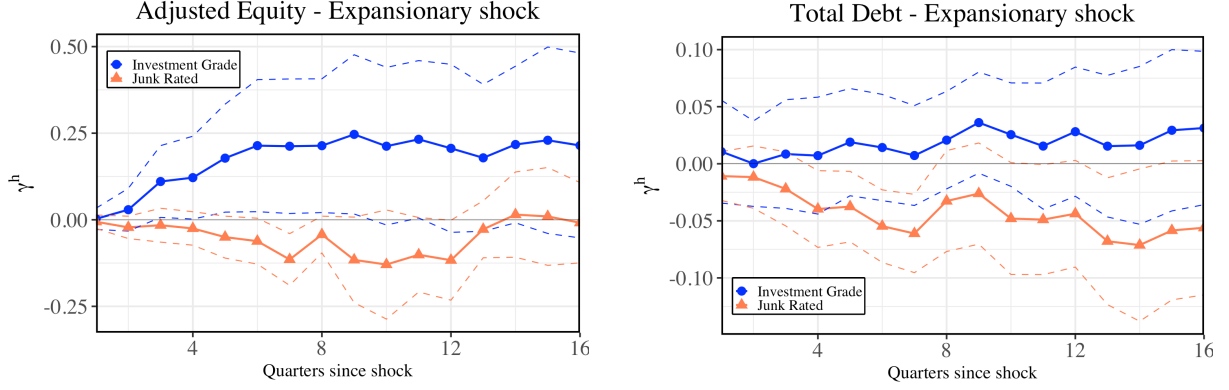 Adjusted Equity - Expansionary shock
0.50
0.25
0.00
-0.25
γʰ
Investment Grade
Junk Rated
4
8
12
16
Quarters since shock
Total Debt - Expansionary shock
0.10
0.05
0.00
-0.05
-0.10
γʰ
Investment Grade
Junk Rated
4
8
12
16
Quarters since shock